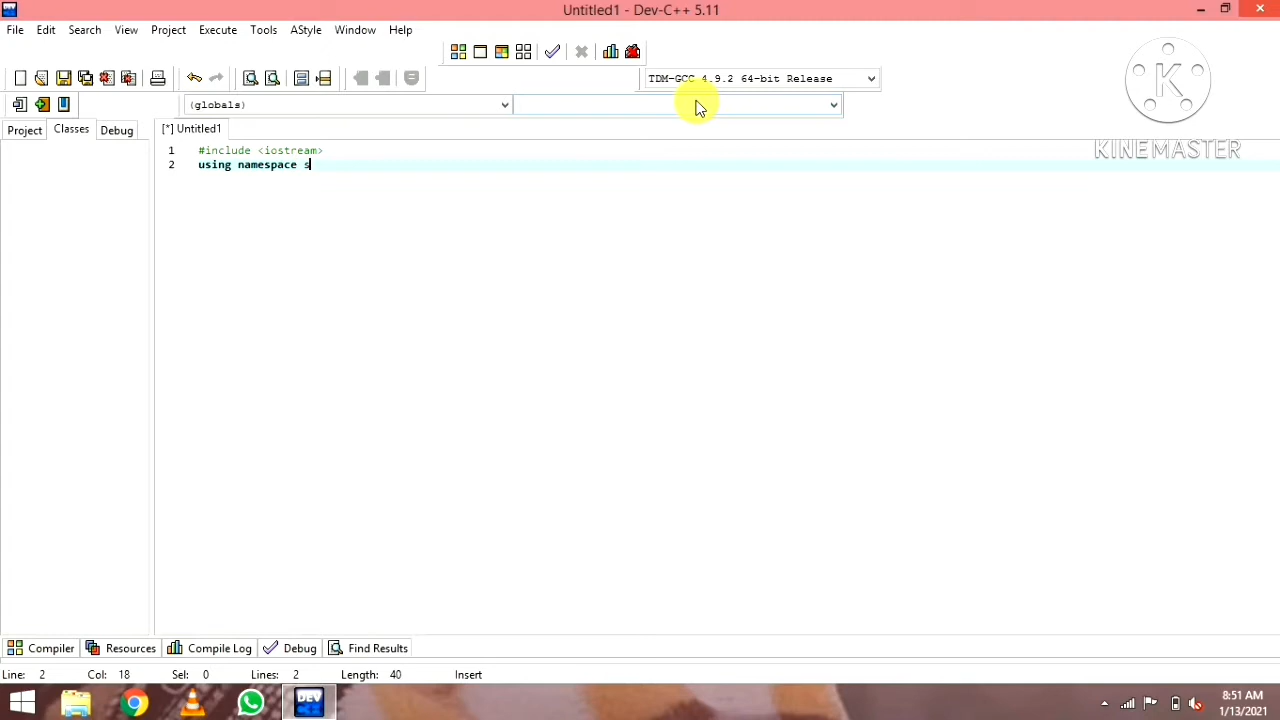 Untitled1 - Dev-C++ 5.11
File Edit Search View Project Execute Tools AStyle Window Help
TDM-GCC 4.9.2 64-bit Release
(globals)
Project Classes Debug
[*] Untitled1
1 #include <iostream>
2 using namespace s
K
KINEMASTER
Compiler Resources Compile Log Debug Find Results
Line: 2 Col: 18 Sel: 0 Lines: 2 Length: 40 Insert
DEV
8:51 AM
1/13/2021